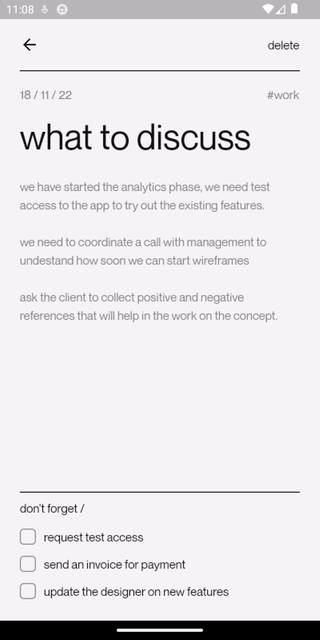 11:08
delete
18 / 11 / 22
#work
what to discuss
we have started the analytics phase, we need test
access to the app to try out the existing features.
we need to coordinate a call with management to
undestand how soon we can start wireframes
ask the client to collect positive and negative
references that will help in the work on the concept.
don't forget /
request test access
send an invoice for payment
update the designer on new features